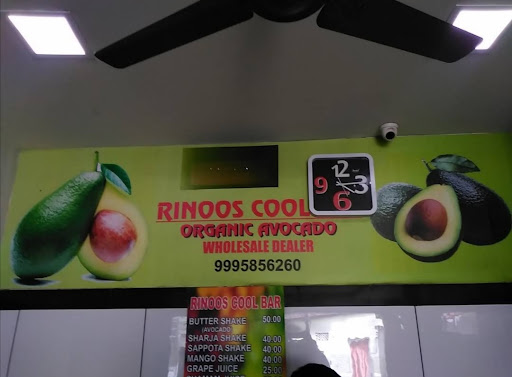 RINOOS COOL
ORGANIC AVOCADO
WHOLESALE DEALER
9995856260
12
9 3
6
RINOOS COOL BAR
BUTTER SHAKE 50.00
(AVOCADO
SHARJA SHAKE 40.00
SAPPOTA SHAKE 40.00
MANGO SHAKE 40.00
GRAPE JUICE 25.00